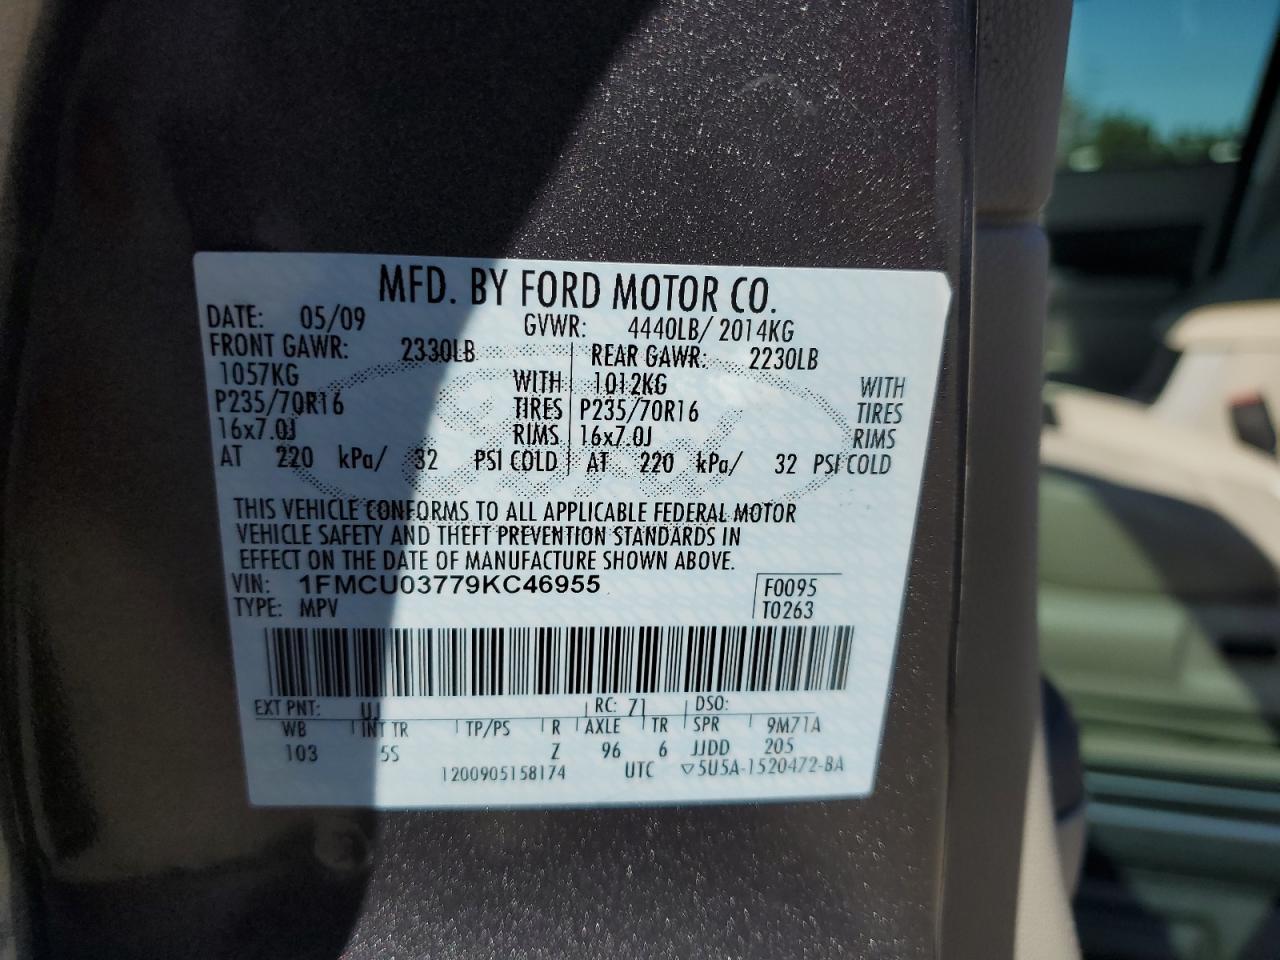 MFD. BY FORD MOTOR CO.
DATE: 05/09 GVWR: 4440LB/ 2014KG
FRONT GAWR: 2330LB REAR GAWR: 2230LB
1057KG WITH 1012KG WITH
P235/70R16 TIRES P235/70R16 TIRES
16x7.0J RIMS 16x7.0J RIMS
AT 220 kPa/ 32 PSI COLD AT 220 kPa/ 32 PSI COLD
THIS VEHICLE CONFORMS TO ALL APPLICABLE FEDERAL MOTOR
VEHICLE SAFETY AND THEFT PREVENTION STANDARDS IN
EFFECT ON THE DATE OF MANUFACTURE SHOWN ABOVE.
VIN: 1FMCU03779KC46955 F0095
TYPE: MPV T0263
EXT PNT: UJ RC: 71 DSO:
WB INT TR TP/PS R AXLE TR SPR 9M71A
103 5S Z 96 6 JJDD 205
1200905158174 UTC ▽5U5A-1520472-BA